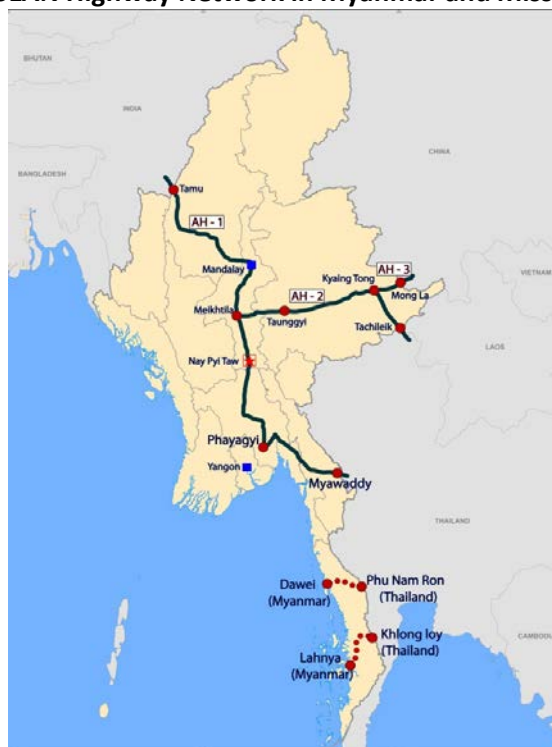 Highway Network in Myanmar and
BHUTAN
INDIA
CHINA
BANGLADESH
Tamu
AH - 1
Mandalay
Kyaing Tong
AH - 3
VIETNAM
AH - 2
Mong La
Meikhtila
Taunggyi
Tachileik
LAOS
Nay Pyi Taw
Phayagyi
Yangon
Myawaddy
THAILAND
Dawei
(Myanmar)
Phu Nam Ron
(Thailand)
Khlong loy
(Thailand)
CAMBODIA
Lahnya
(Myanmar)